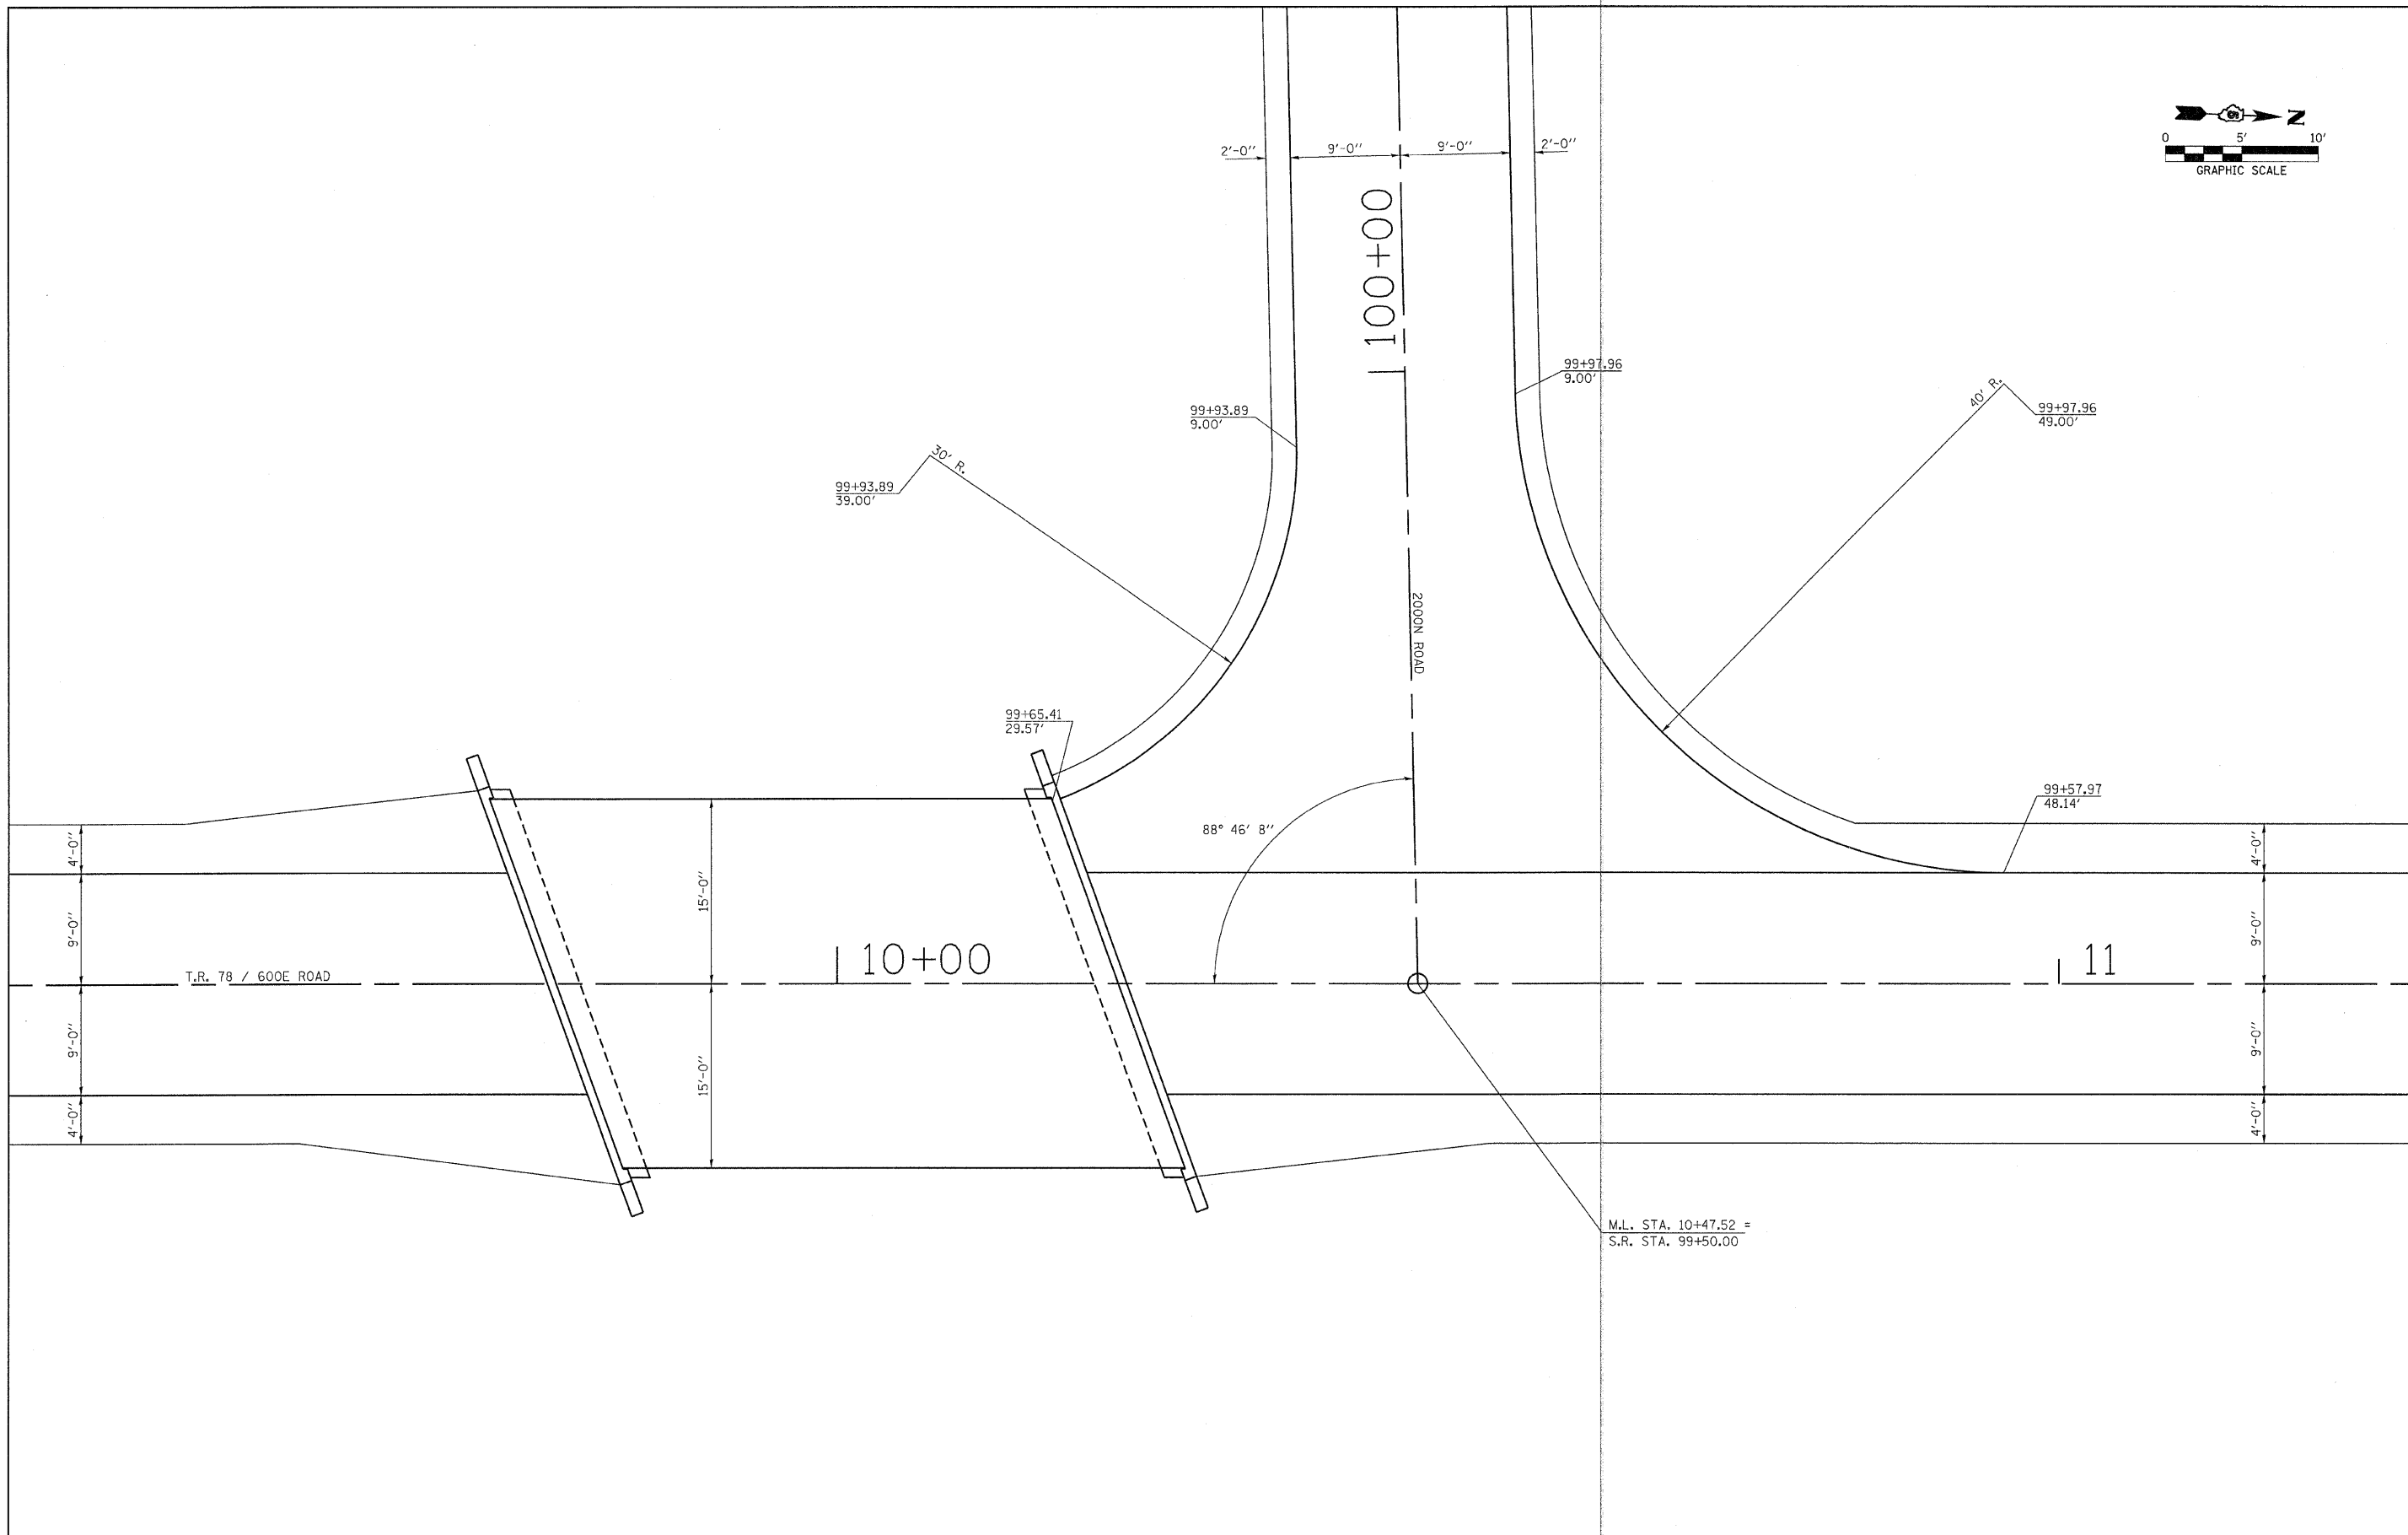 N
0 5' 10'
GRAPHIC SCALE
2'-0" 9'-0" 9'-0" 2'-0"
100+00
99+97.96
9.00'
40' R.
99+97.96
49.00'
99+93.89
9.00'
30' R.
99+93.89
39.00'
2000N ROAD
99+65.41
29.57'
99+57.97
48.14'
88° 46' 8"
4'-0"
15'-0"
4'-0"
9'-0"
9'-0"
T.R. 78 / 600E ROAD
10+00
11
9'-0"
15'-0"
9'-0"
4'-0"
4'-0"
M.L. STA. 10+47.52 =
S.R. STA. 99+50.00